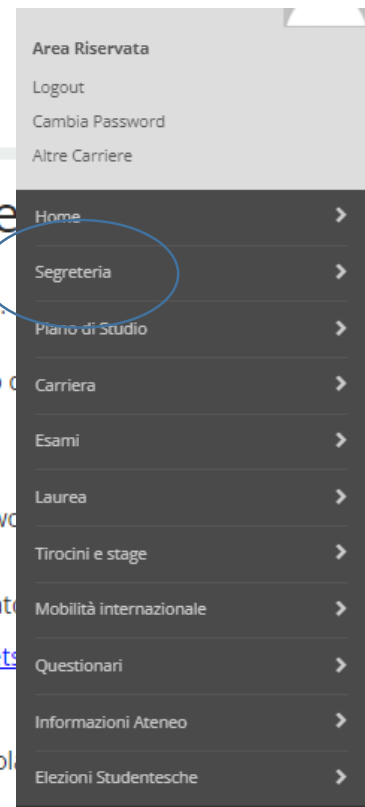 Area Riservata
Logout
Cambia Password
Altre Carriere
Home
Segreteria
Piano di Studio
Carriera
Esami
Laurea
Tirocini e stage
Mobilità internazionale
Questionari
Informazioni Ateneo
Elezioni Studentesche